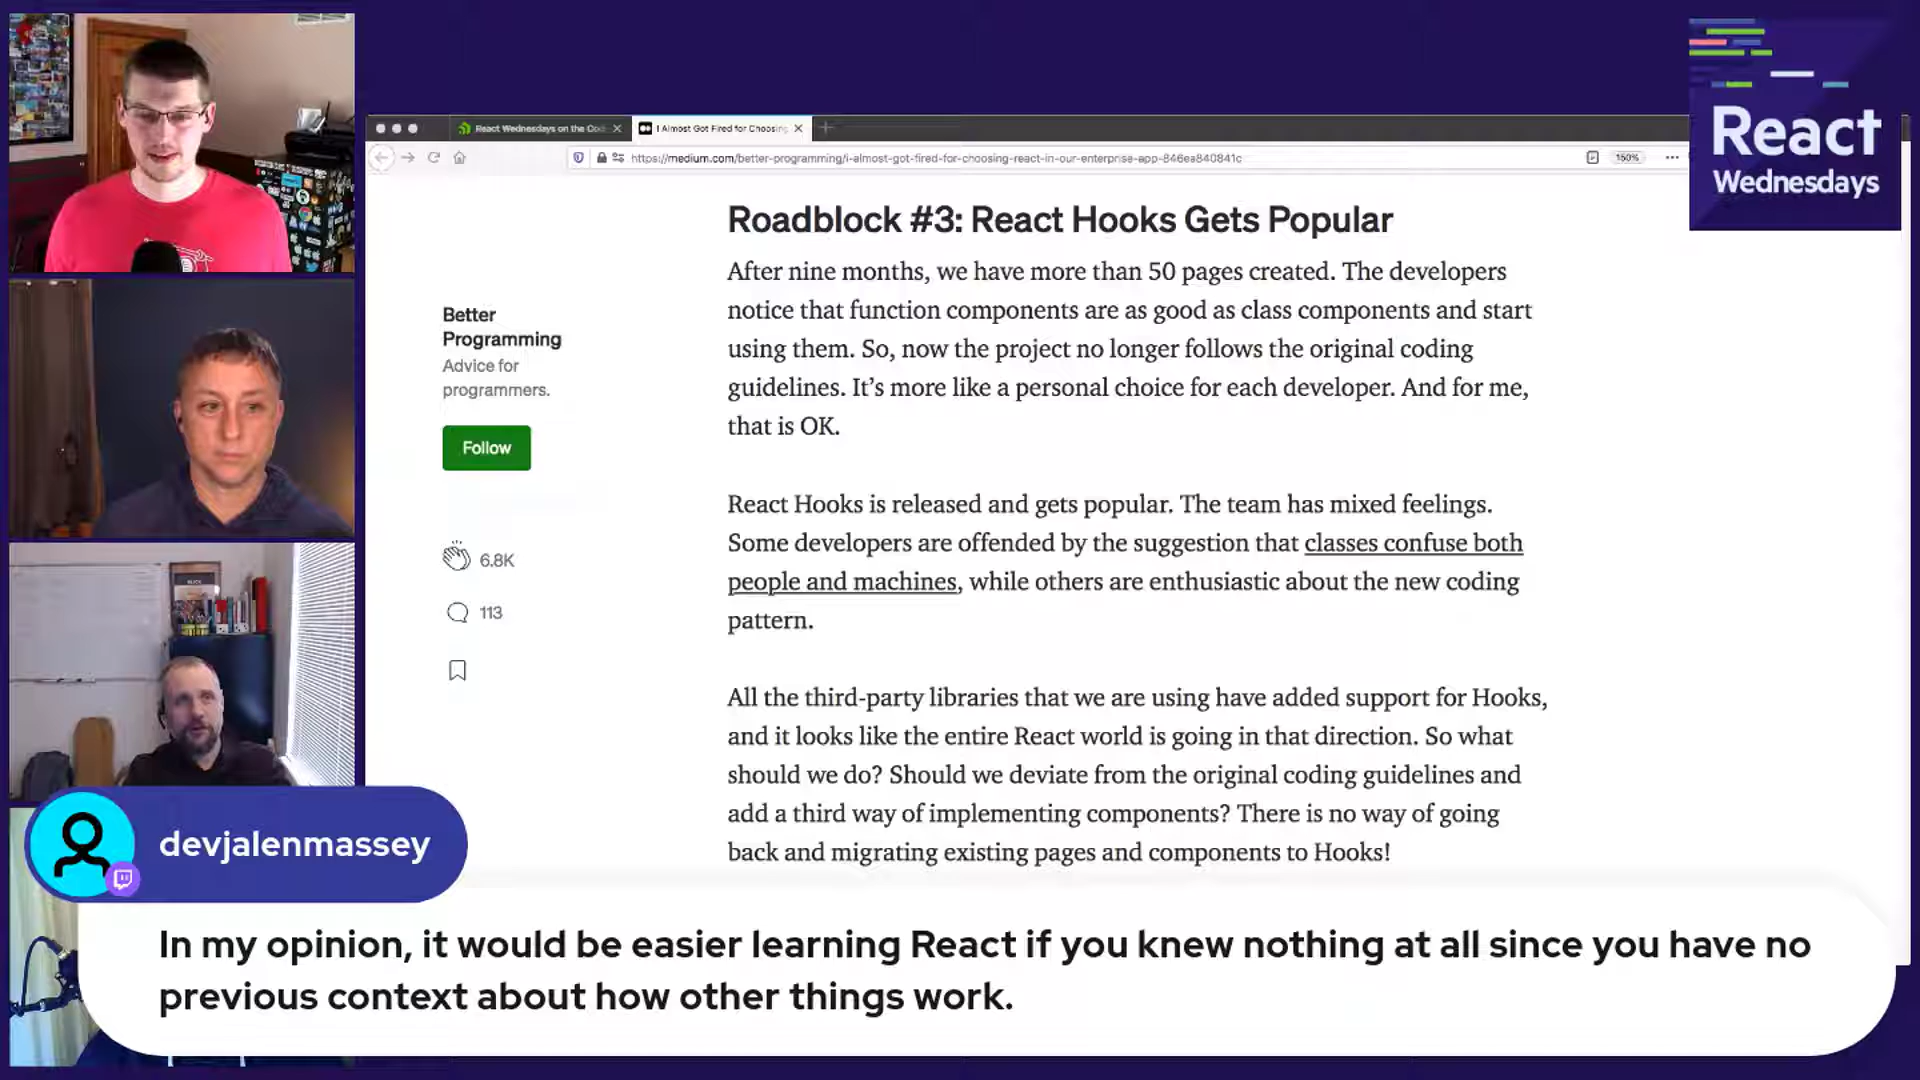 React
Wednesdays
React Wednesdays on the Cod
I Almost Got Fired for Choosing
https://medium.com/better-programming/i-almost-got-fired-for-choosing-react-in-our-enterprise-app-846ea840841c
150%
Roadblock #3: React Hooks Gets Popular
After nine months, we have more than 50 pages created. The developers
notice that function components are as good as class components and start
using them. So, now the project no longer follows the original coding
guidelines. It’s more like a personal choice for each developer. And for me,
that is OK.
Better
Programming
Advice for
programmers.
Follow
6.8K
113
React Hooks is released and gets popular. The team has mixed feelings.
Some developers are offended by the suggestion that classes confuse both
people and machines, while others are enthusiastic about the new coding
pattern.
All the third-party libraries that we are using have added support for Hooks,
and it looks like the entire React world is going in that direction. So what
should we do? Should we deviate from the original coding guidelines and
add a third way of implementing components? There is no way of going
back and migrating existing pages and components to Hooks!
devjalenmassey
In my opinion, it would be easier learning React if you knew nothing at all since you have no
previous context about how other things work.